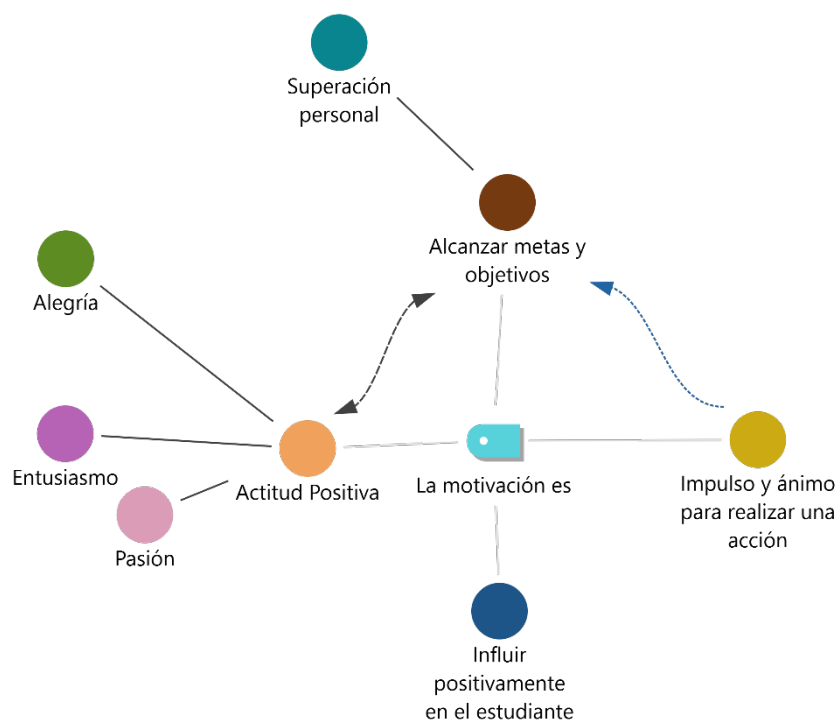 Superación
personal
Alcanzar metas y
objetivos
Alegría
Entusiasmo
Actitud Positiva
La motivación es
Impulso y ánimo
para realizar una
acción
Pasión
Influir
positivamente
en el estudiante